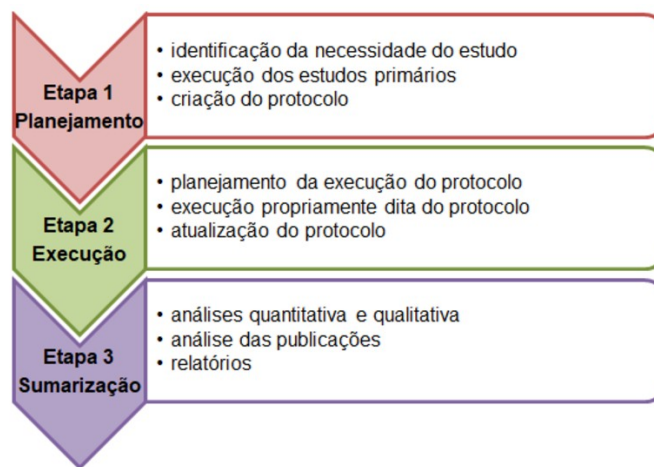 Etapa 1
Planejamento
• identificação da necessidade do estudo
• execução dos estudos primários
• criação do protocolo
Etapa 2
Execução
• planejamento da execução do protocolo
• execução propriamente dita do protocolo
• atualização do protocolo
Etapa 3
Sumarização
• análises quantitativa e qualitativa
• análise das publicações
• relatórios